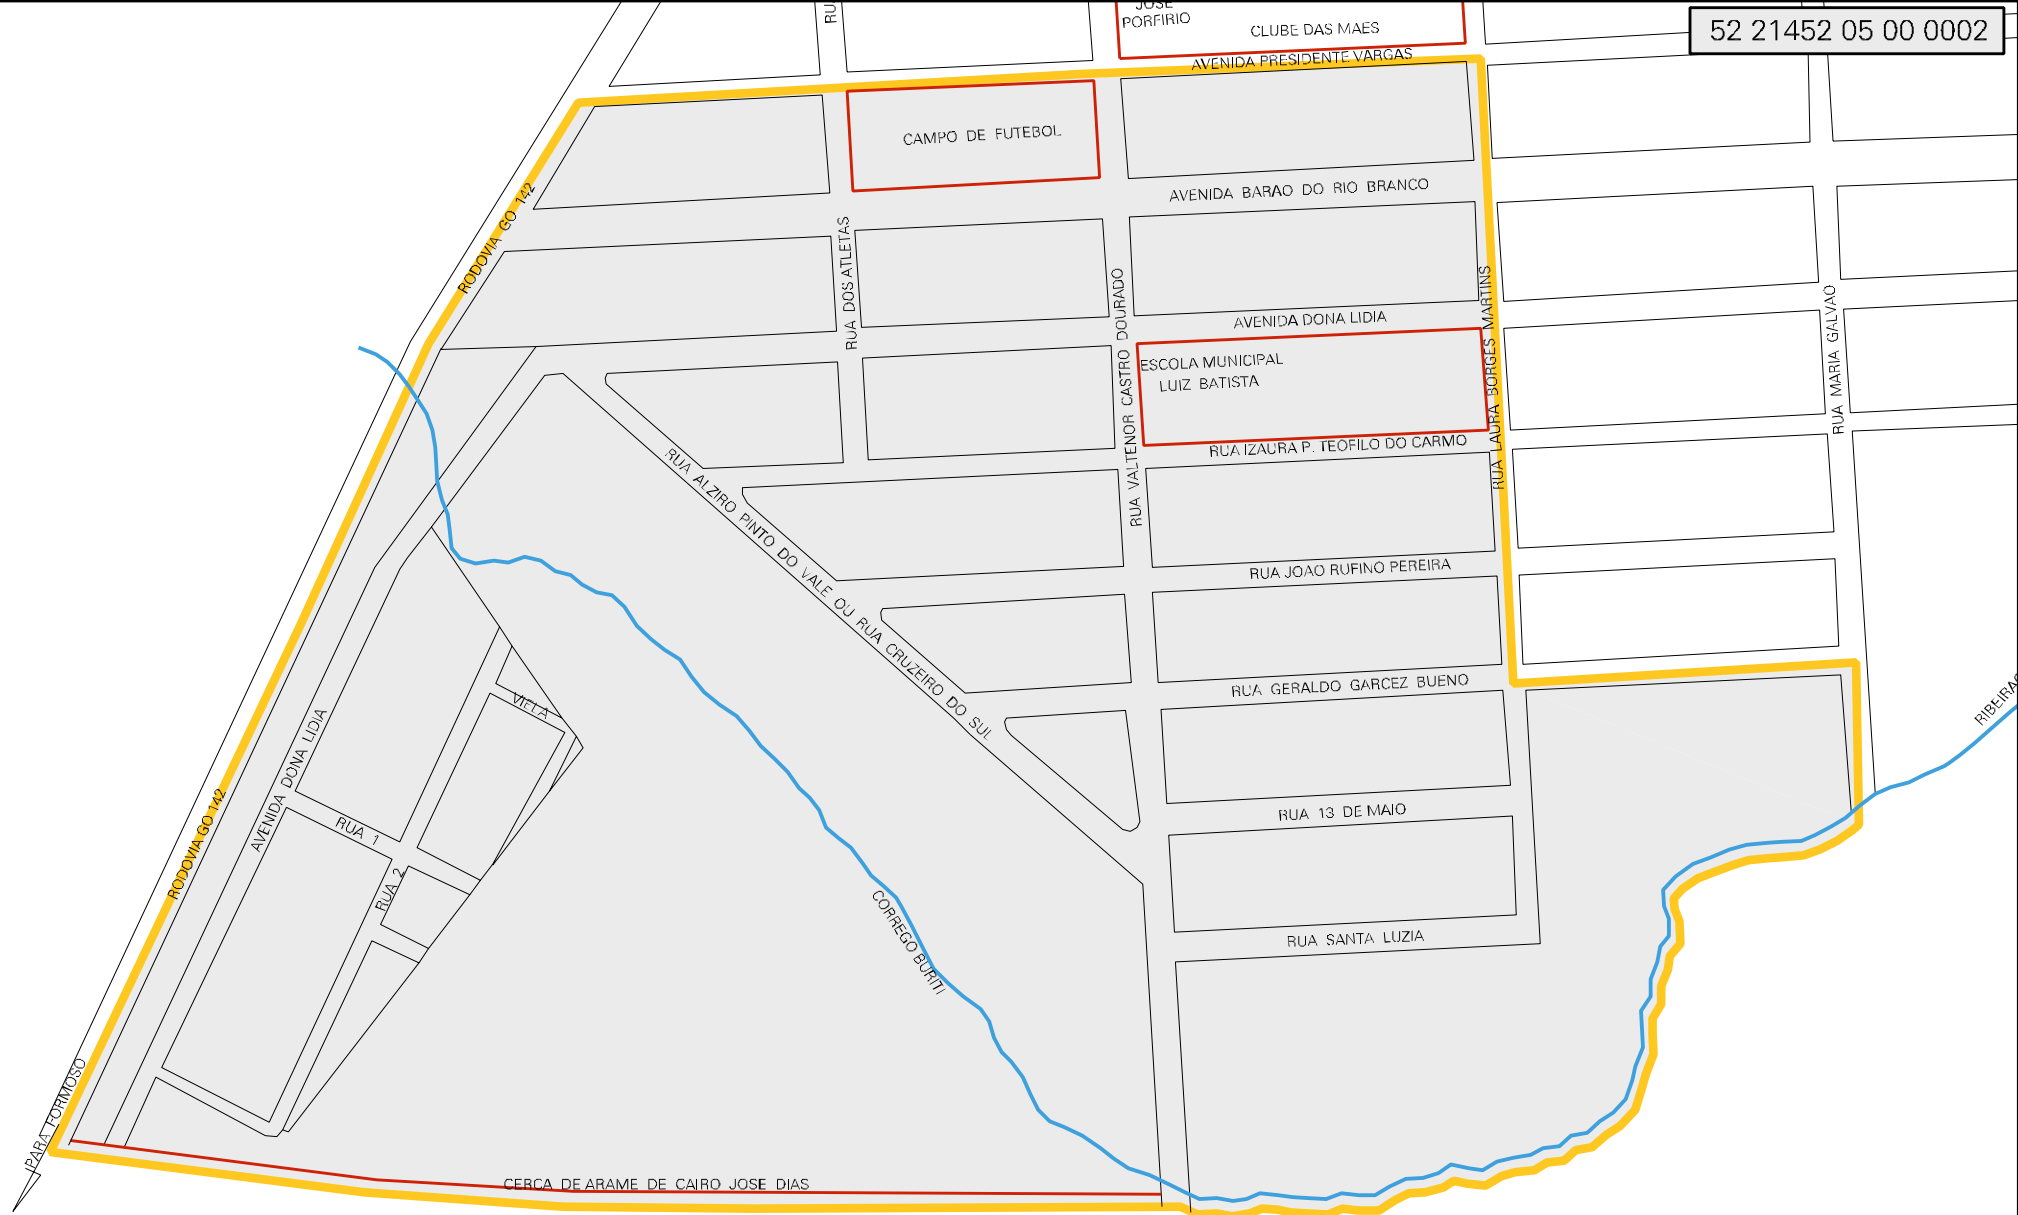 JOSE
PORFIRIO
CLUBE DAS MAES
52 21452 05 00 0002
AVENIDA PRESIDENTE VARGAS
CAMPO DE FUTEBOL
AVENIDA BARAO DO RIO BRANCO
RODOVIA GO 142
RUA DOS ATLETAS
RUA VALTENOR CASTRO DOURADO
AVENIDA DONA LIDIA
RUA LAURA BORGES MARTINS
RUA MARIA GALVAO
ESCOLA MUNICIPAL
LUIZ BATISTA
RUA IZAURA P. TEOFILO DO CARMO
RUA ALZIRO PINTO DO VALE OU RUA CRUZEIRO DO SUL
RUA JOAO RUFINO PEREIRA
RUA GERALDO GARCEZ BUENO
VIELA
AVENIDA DONA LIDIA
RODOVIA GO 142
RUA 1
RUA 2
RUA 13 DE MAIO
CORREGO BURITI
RUA SANTA LUZIA
PARA FORMOSO
CERCA DE ARAME DE CAIRO JOSE DIAS